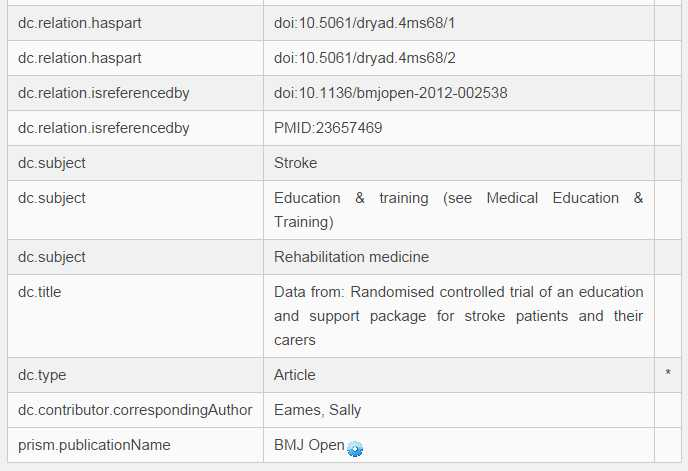 dc.relation.haspart doi:10.5061/dryad.4ms68/1
dc.relation.haspart doi:10.5061/dryad.4ms68/2
dc.relation.isreferencedby doi:10.1136/bmjopen-2012-002538
dc.relation.isreferencedby PMID:23657469
dc.subject Stroke
dc.subject Education & training (see Medical Education &
Training)
dc.subject Rehabilitation medicine
dc.title Data from: Randomised controlled trial of an education
and support package for stroke patients and their
carers
dc.type Article *
dc.contributor.correspondingAuthor Eames, Sally
prism.publicationName BMJ Open